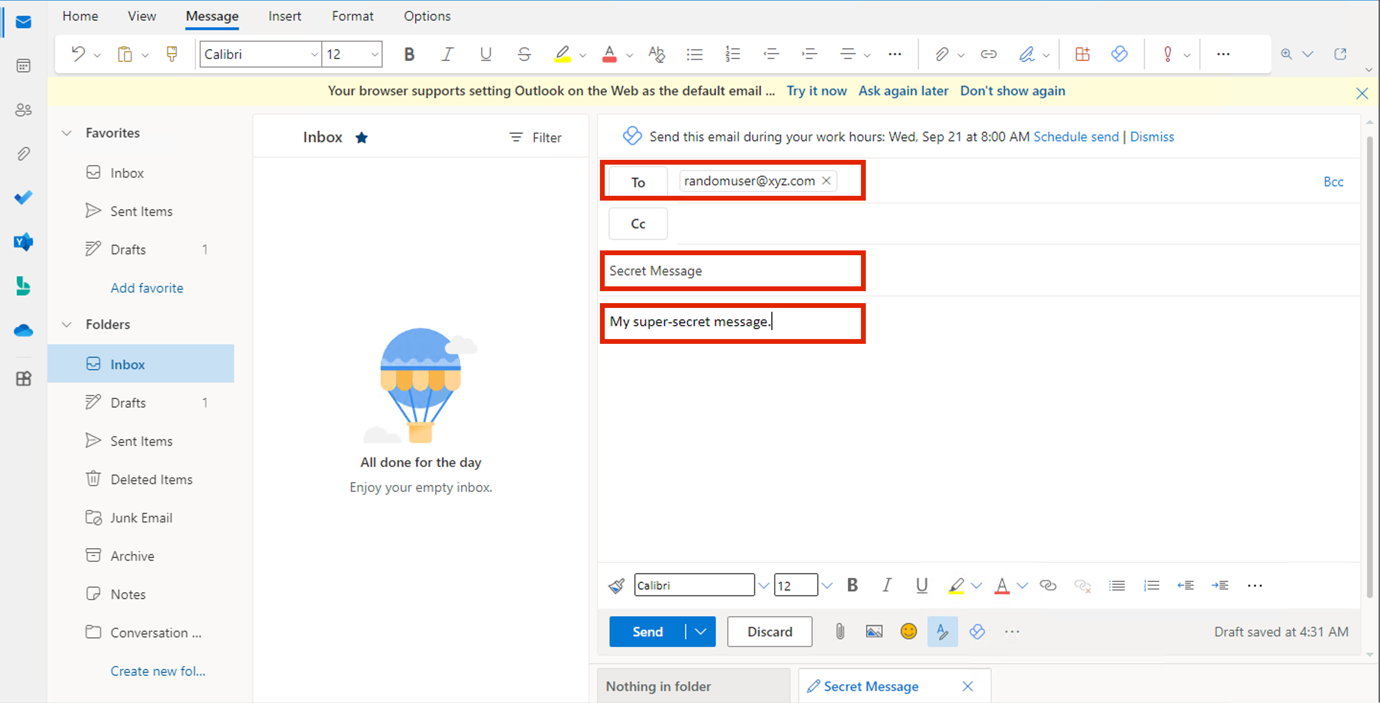 Home View Message Insert Format Options
Calibri 12 B I U S A
Your browser supports setting Outlook on the Web as the default email ... Try it now Ask again later Don't show again
Favorites
Inbox
Sent Items
Drafts 1
Add favorite
Folders
Inbox
Drafts 1
Sent Items
Deleted Items
Junk Email
Archive
Notes
Conversation ...
Create new fol...
Inbox Filter
All done for the day
Enjoy your empty inbox.
Send this email during your work hours: Wed, Sep 21 at 8:00 AM Schedule send | Dismiss
To randomuser@xyz.com Bcc
Cc
Secret Message
My super-secret message.
Calibri 12 B I U A
Send Discard Draft saved at 4:31 AM
Nothing in folder Secret Message